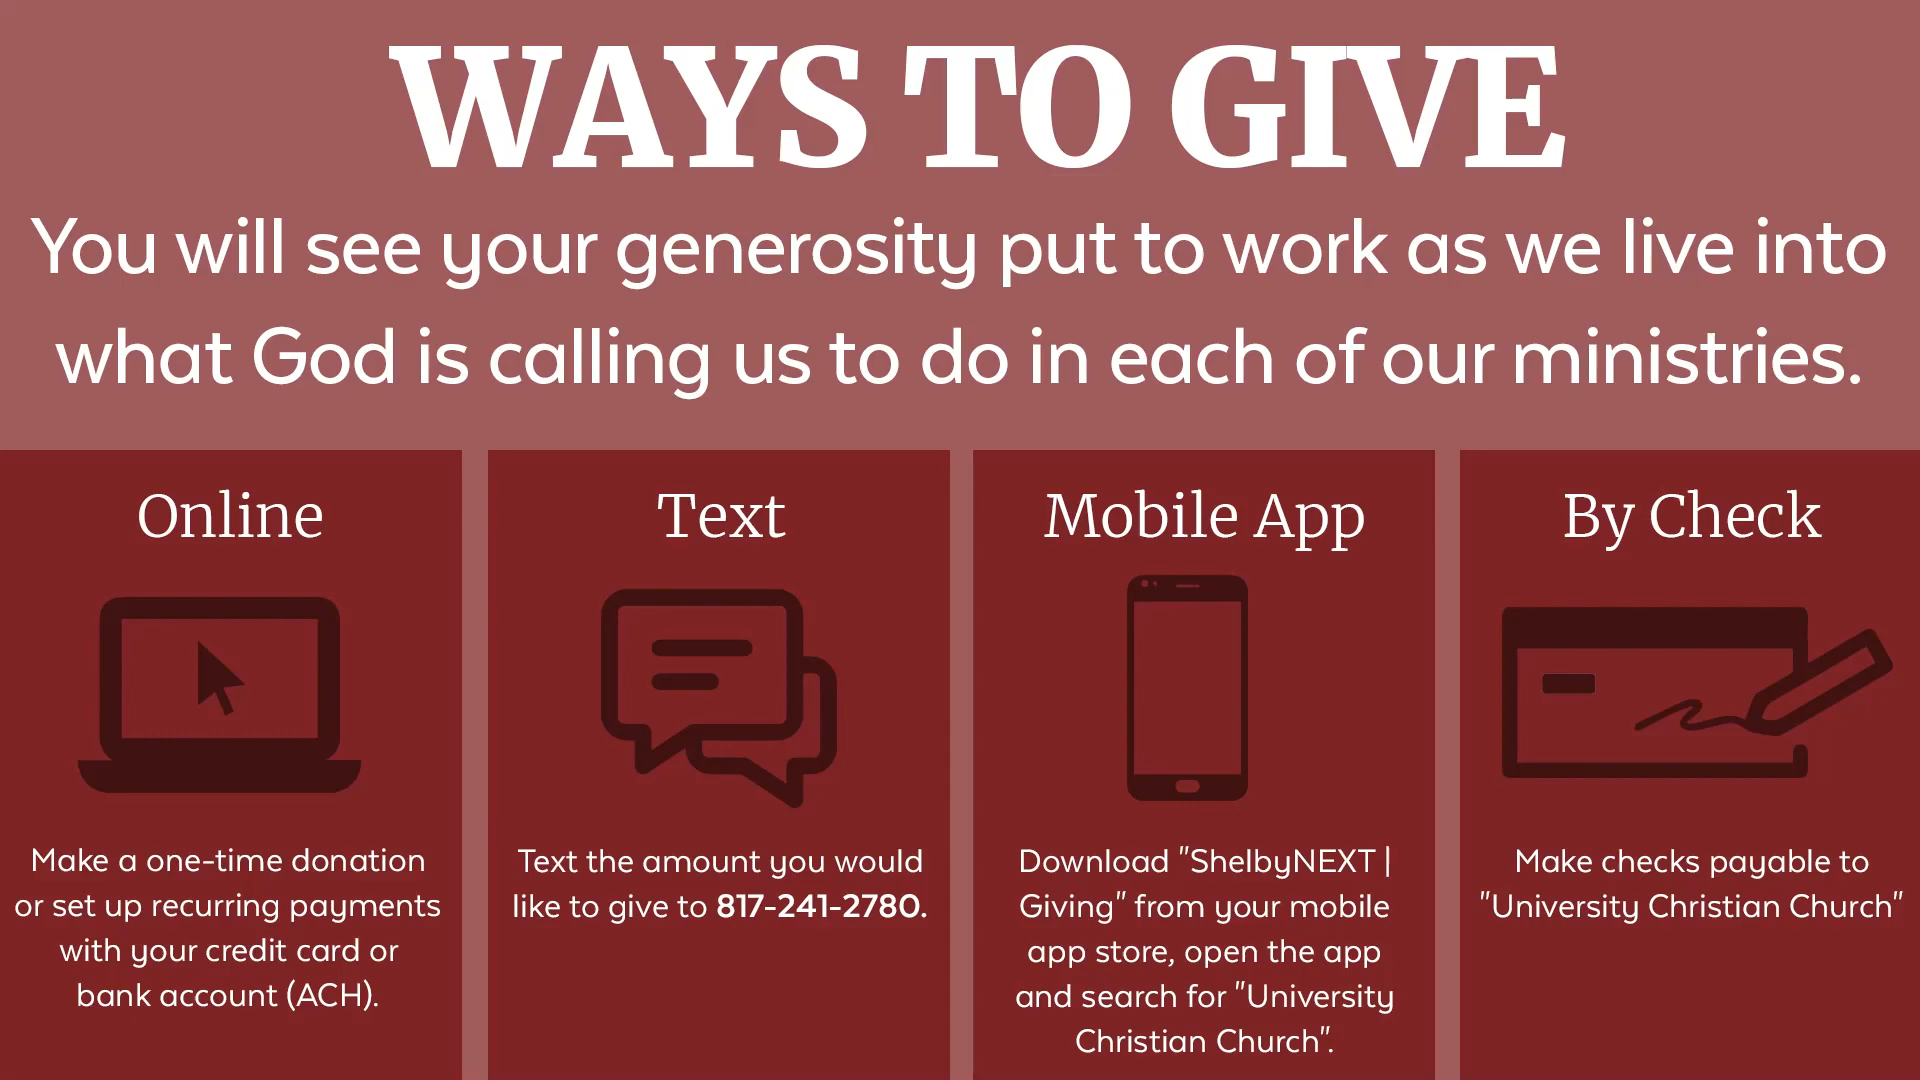 WAYS TO GIVE
You will see your generosity put to work as we live into
what God is calling us to do in each of our ministries.
Online
Make a one-time donation
or set up recurring payments
with your credit card or
bank account (ACH).
Text
Text the amount you would
like to give to 817-241-2780.
Mobile App
Download "ShelbyNEXT |
Giving" from your mobile
app store, open the app
and search for "University
Christian Church".
By Check
Make checks payable to
"University Christian Church"